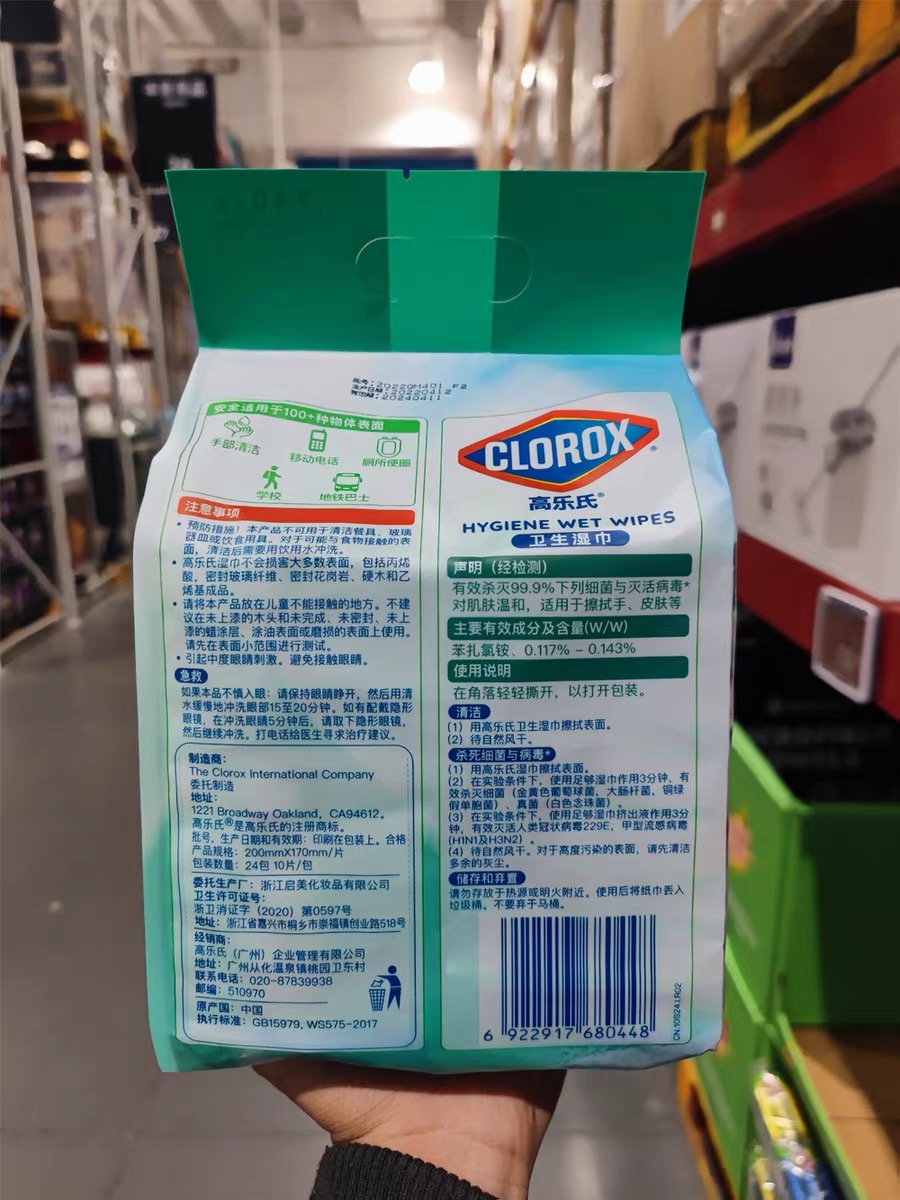 批号：2022GM401 F2
生产日期：20220412
有效期：20240411
安全适用于100+种物体表面
手部清洁
移动电话
厕所便圈
学校
地铁巴士
注意事项
• 预防措施！本产品不可用于清洁餐具、玻璃
器皿或饮食用具。对于可能与食物接触的表
面，清洁后需要用饮用水冲洗。
• 高乐氏湿巾不会损害大多数表面，包括丙烯
酸，密封玻璃纤维、密封花岗岩、硬木和乙
烯基成品。
• 请将本产品放在儿童不能接触的地方。不建
议在未上漆的木头和未完成、未密封、未上
漆的蜡涂层、涂油表面或磨损的表面上使用。
请先在表面小范围进行测试。
• 引起中度眼睛刺激。避免接触眼睛。
急救
如果本品不慎入眼：请保持眼睛睁开，然后用清
水缓慢地冲洗眼部15至20分钟。如有配戴隐形
眼镜，在冲洗眼睛5分钟后，请取下隐形眼镜，
然后继续冲洗。打电话给医生寻求治疗建议。
制造商：
The Clorox International Company
委托制造
地址：
1221 Broadway Oakland, CA94612.
高乐氏®是高乐氏的注册商标。
批号，生产日期和有效期：印刷在包装上，合格
产品规格：200mmX170mm/片
包装数量：24包 10片/包
委托生产厂：浙江启美化妆品有限公司
卫生许可证号：
浙卫消证字（2020）第0597号
地址：浙江省嘉兴市桐乡市崇福镇创业路518号
经销商：
高乐氏（广州）企业管理有限公司
地址：广州从化温泉镇桃园卫东村
联系电话：020-87839938
邮编：510970
原产国：中国
执行标准：GB15979, WS575-2017
CLOROX®
高乐氏®
HYGIENE WET WIPES
卫生湿巾
声明（经检测）
有效杀灭99.9%下列细菌与灭活病毒*
对肌肤温和，适用于擦拭手、皮肤等
主要有效成分及含量(W/W)
苯扎氯铵、0.117% - 0.143%
使用说明
在角落轻轻撕开，以打开包装。
清洁
(1) 用高乐氏卫生湿巾擦拭表面。
(2) 待自然风干。
杀死细菌与病毒*
(1) 用高乐氏湿巾擦拭表面。
(2) 在实验条件下，使用足够湿巾作用3分钟，有
效杀灭细菌（金黄色葡萄球菌，大肠杆菌，铜绿
假单胞菌）、真菌（白色念珠菌）。
(3) 在实验条件下，使用足够湿巾挤出液作用3分
钟，有效灭活人类冠状病毒229E，甲型流感病毒
(H1N1及H3N2) 。
(4) 待自然风干。对于高度污染的表面，请先清洁
多余的灰尘。
储存和弃置
请勿存放于热源或明火附近。使用后将纸巾丢入
垃圾桶。不要弃于马桶。
6 922917 680448
CN.10S24.I.R02